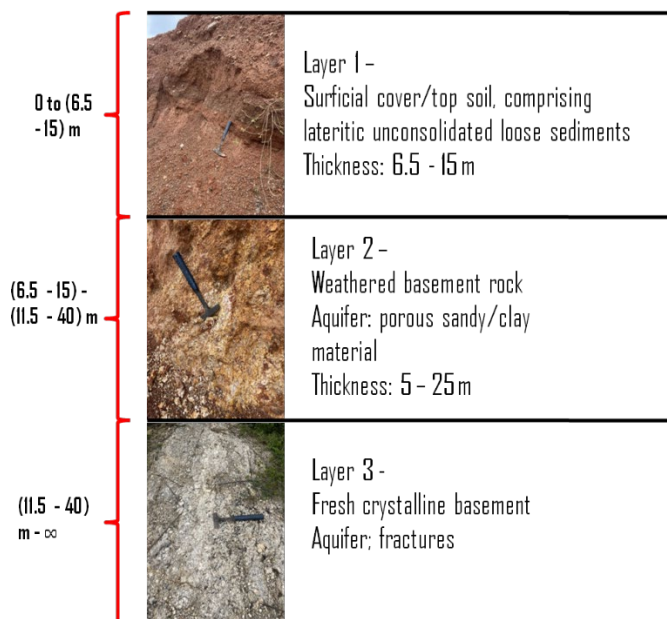 0 to (6.5
-15) m
Layer 1 –
Surficial cover/top soil, comprising
lateritic unconsolidated loose sediments
Thickness: 6.5 - 15 m
(6.5 -15) -
(11.5 - 40) m
Layer 2 –
Weathered basement rock
Aquifer: porous sandy/clay
material
Thickness: 5 – 25 m
(11.5 - 40)
m - ∞
Layer 3 -
Fresh crystalline basement
Aquifer; fractures